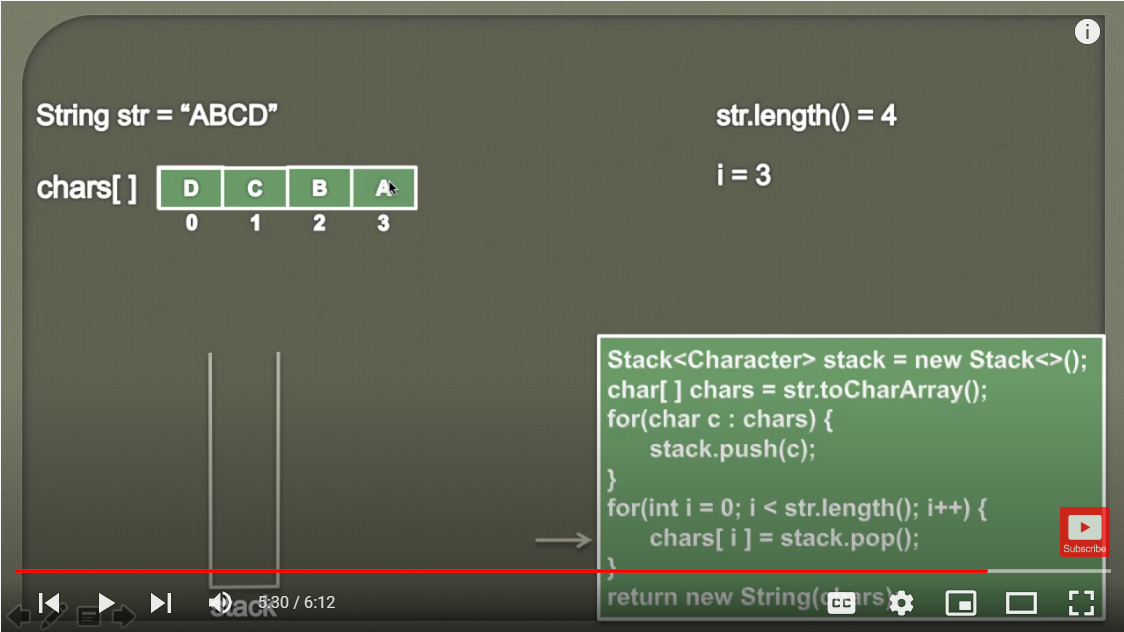 String str = “ABCD”
str.length() = 4
chars[ ] D C B A
i = 3
0 1 2 3
Stack<Character> stack = new Stack<>();
char[ ] chars = str.toCharArray();
for(char c : chars) {
stack.push(c);
}
for(int i = 0; i < str.length(); i++) {
chars[ i ] = stack.pop();
}
return new String(chars)
Subscribe
stack
5:30 / 6:12
CC